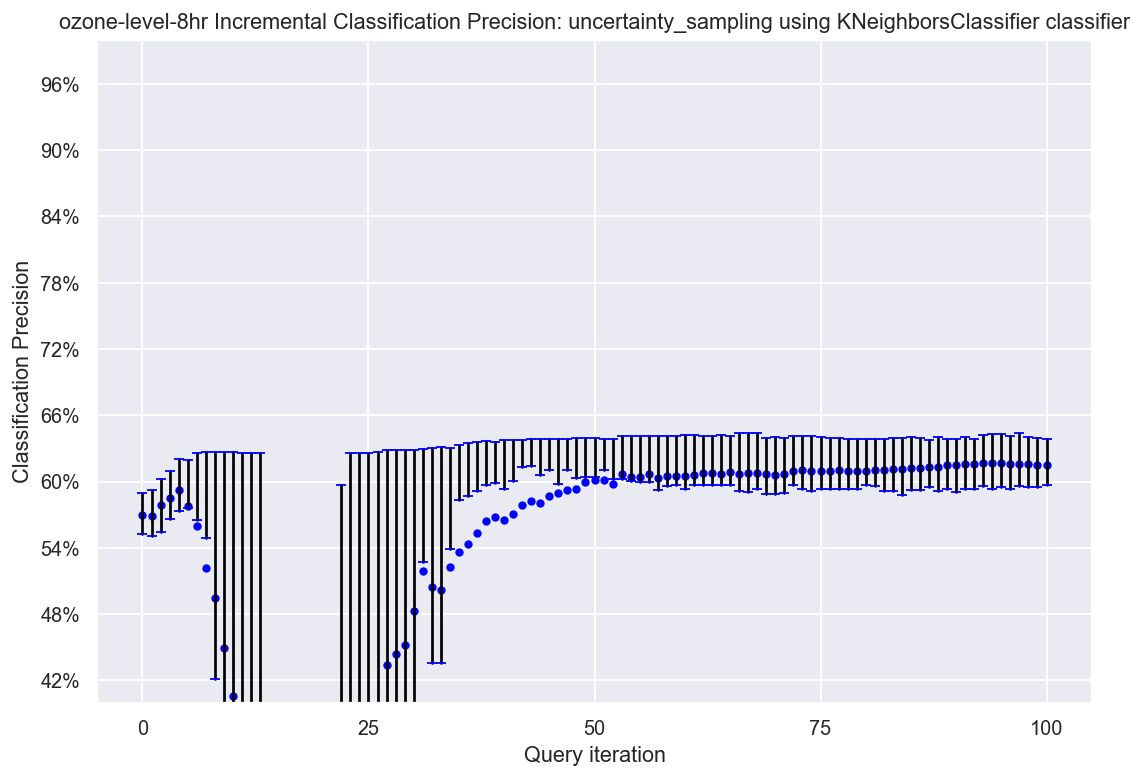 ozone-level-8hr Incremental Classification Precision: uncertainty_sampling using KNeighborsClassifier classifier
96%
90%
84%
78%
72%
66%
60%
54%
48%
42%
Classification Precision
0 25 50 75 100
Query iteration